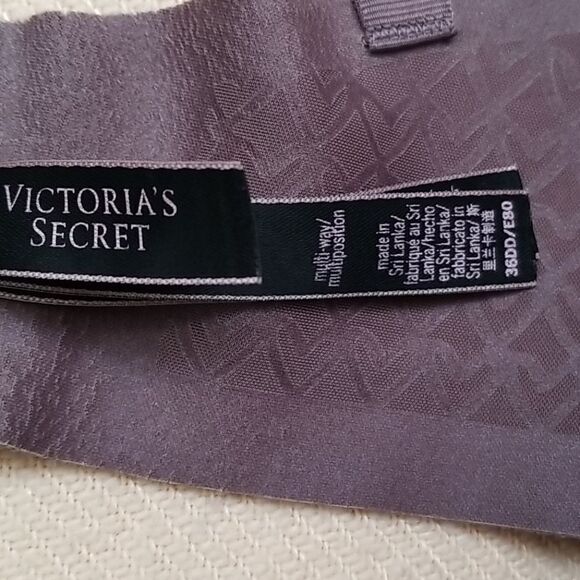 VICTORIA'S
SECRET
multi-way/
multiposition
made in
Sri Lanka/
fabriqué au Sri
Lanka/hecho
en Sri Lanka/
fabricato in
Sri Lanka/ 斯
里兰卡制造
36DD/E80